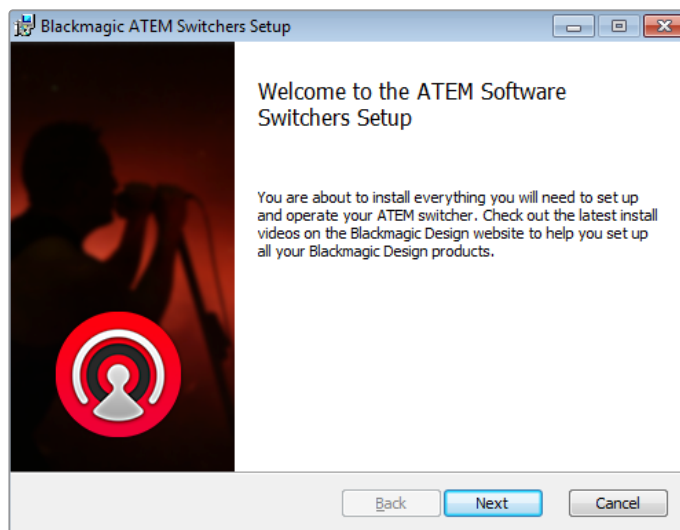 Blackmagic ATEM Switchers Setup
Welcome to the ATEM Software
Switchers Setup
You are about to install everything you will need to set up
and operate your ATEM switcher. Check out the latest install
videos on the Blackmagic Design website to help you set up
all your Blackmagic Design products.
Back Next Cancel